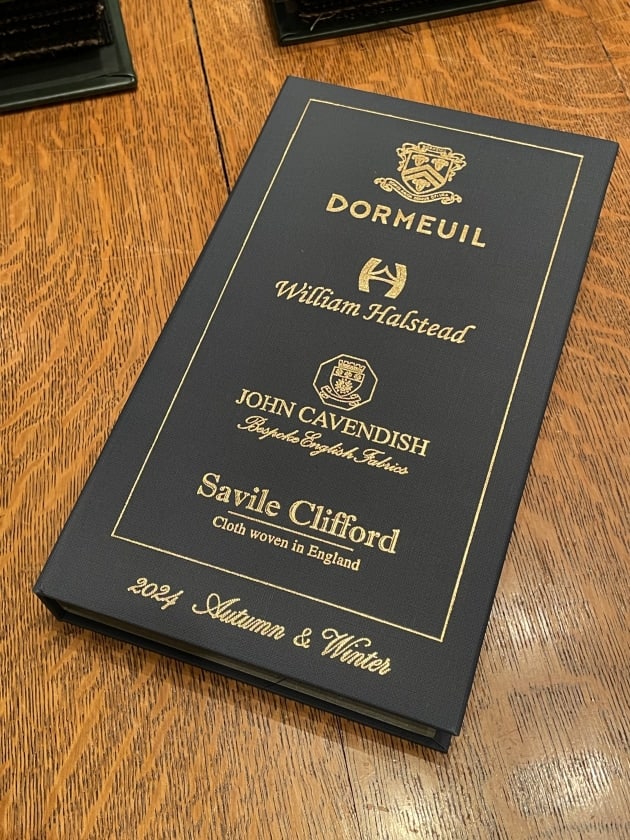 DORMEUIL
William Halstead
JOHN CAVENDISH
Bespoke English Fabrics
Savile Clifford
Cloth woven in England
2024 Autumn & Winter